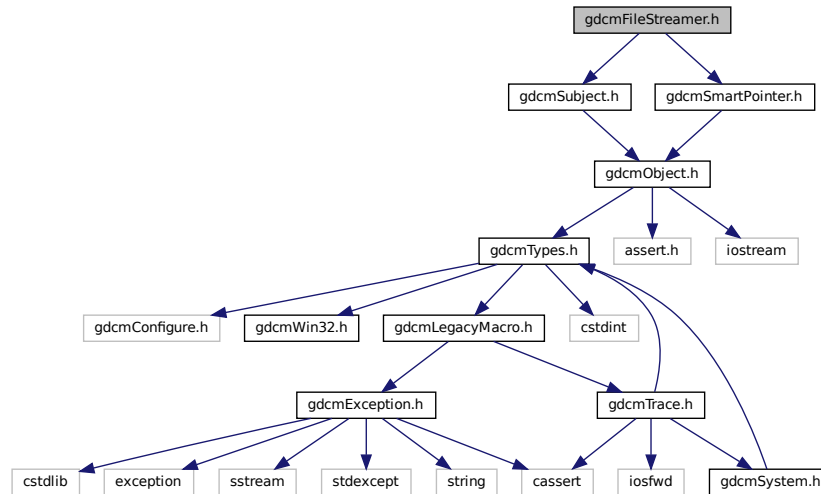 gdcmFileStreamer.h
gdcmSubject.h
gdcmSmartPointer.h
gdcmObject.h
gdcmTypes.h
assert.h
iostream
gdcmConfigure.h
gdcmWin32.h
gdcmLegacyMacro.h
cstdint
gdcmException.h
gdcmTrace.h
cstdlib
exception
sstream
stdexcept
string
cassert
iosfwd
gdcmSystem.h